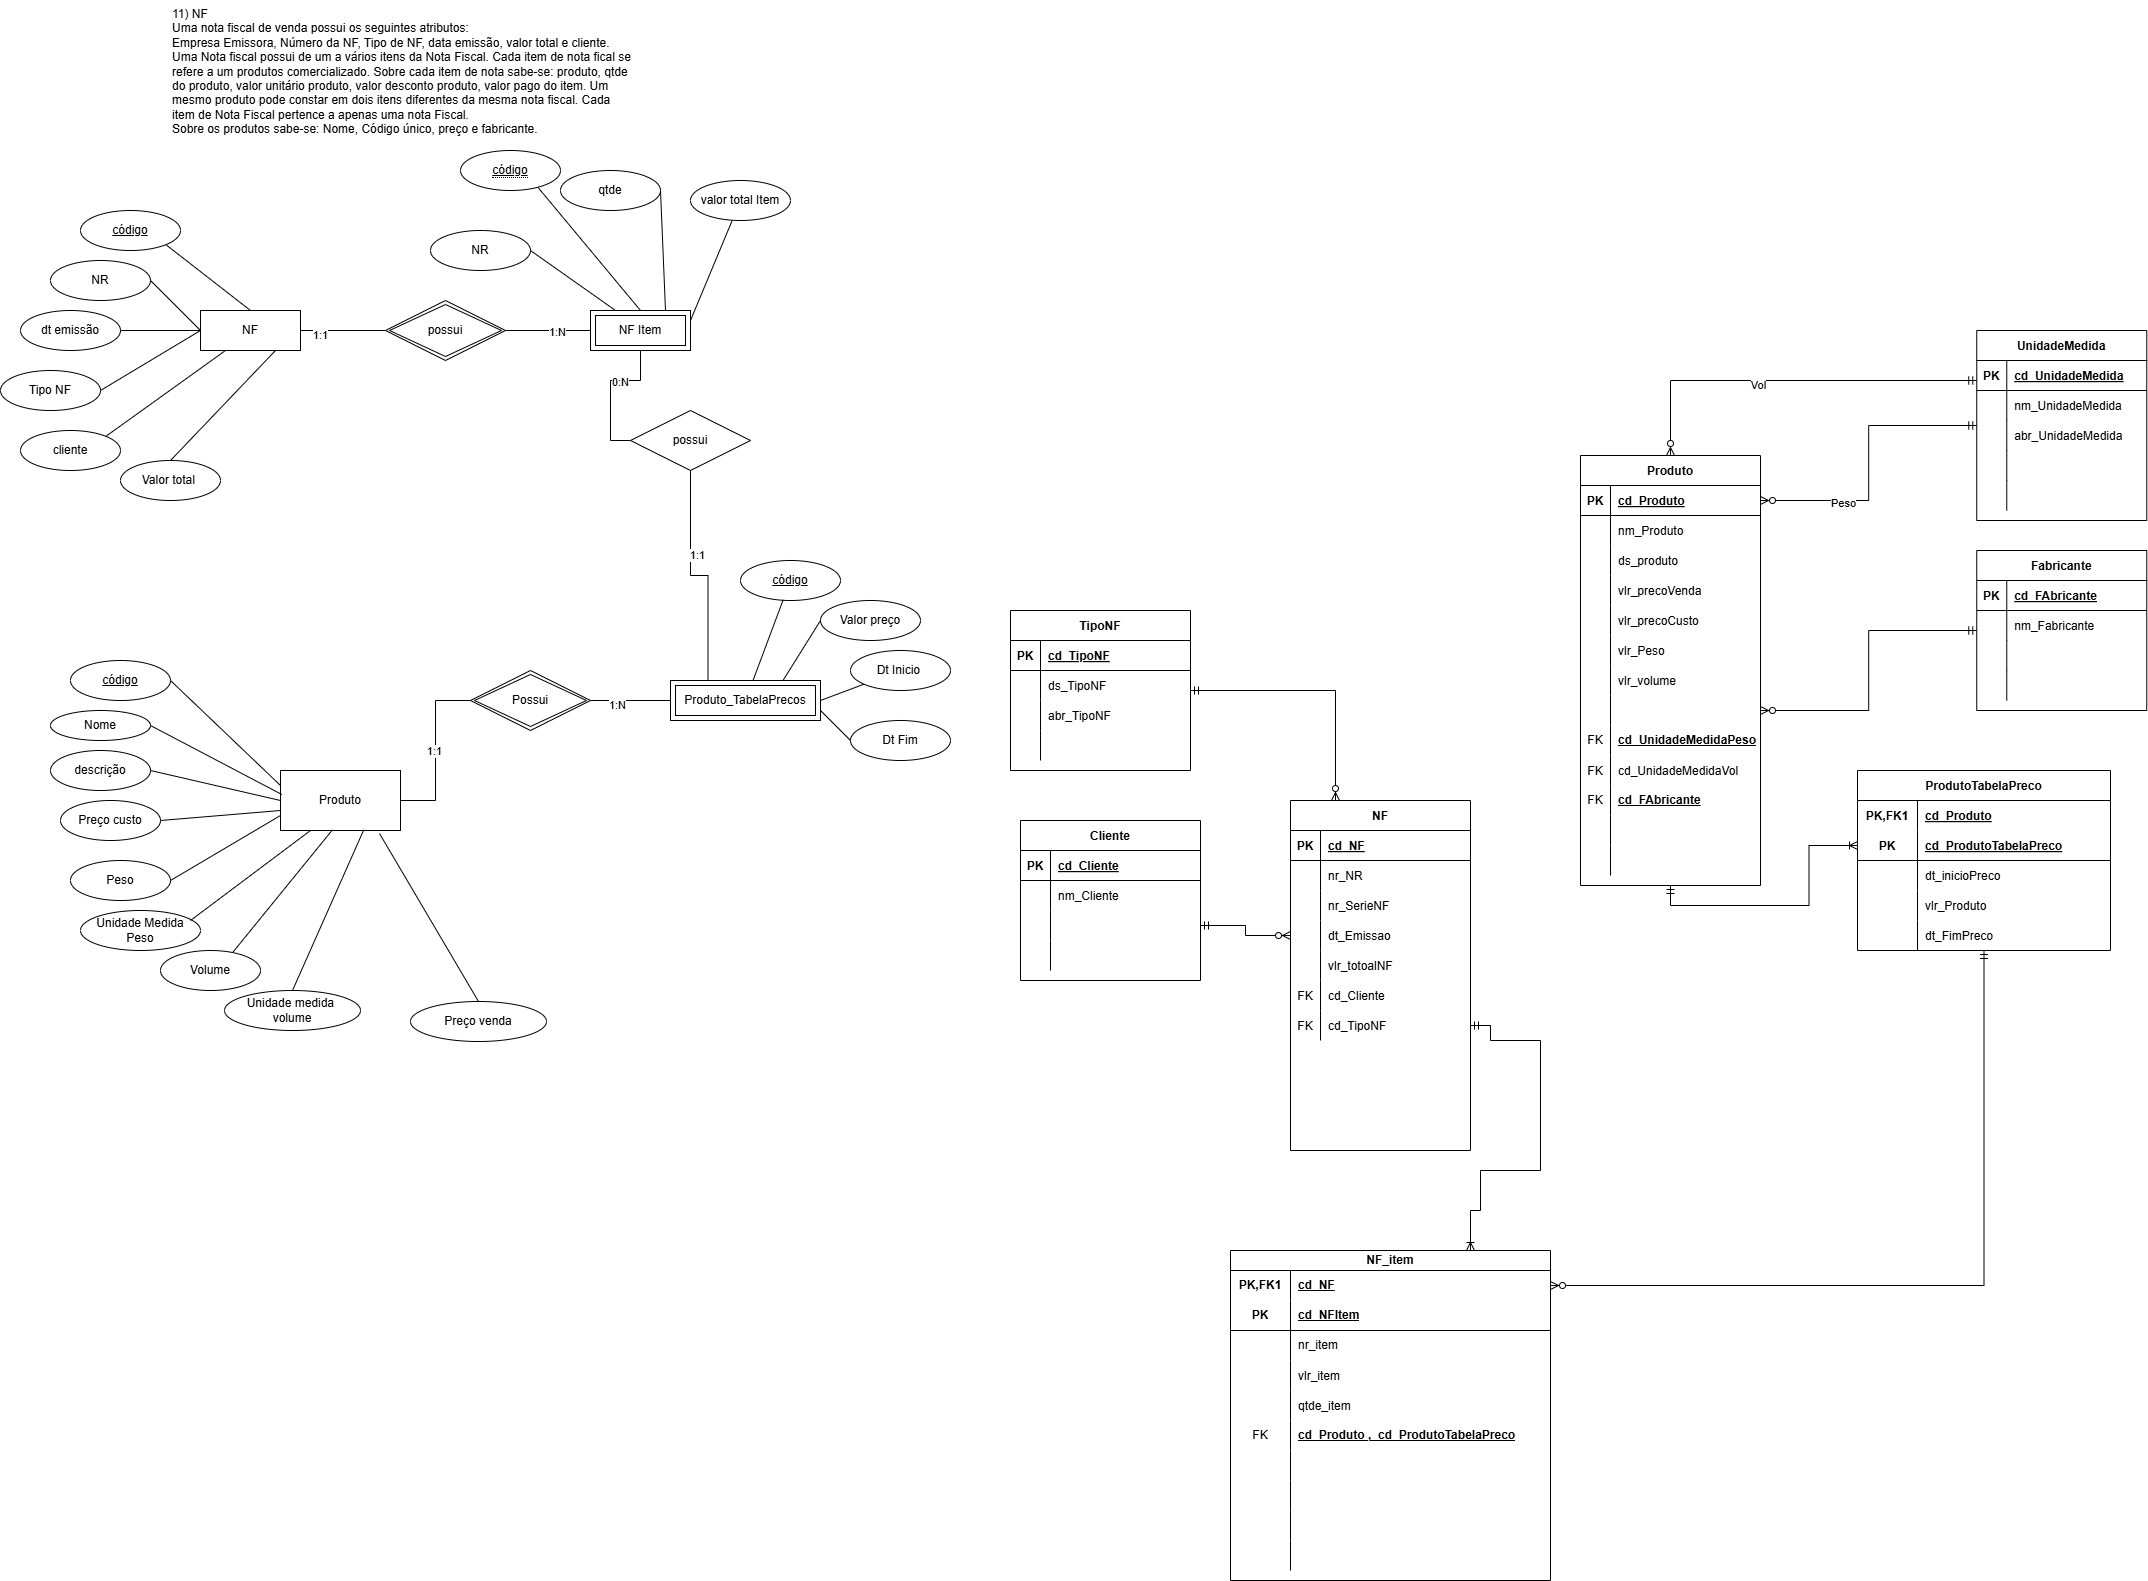 11) NF
Uma nota fiscal de venda possui os seguintes atributos:
Empresa Emissora, Número da NF, Tipo de NF, data emissão, valor total e cliente.
Uma Nota fiscal possui de um a vários itens da Nota Fiscal. Cada item de nota fical se
refere a um produtos comercializado. Sobre cada item de nota sabe-se: produto, qtde
do produto, valor unitário produto, valor desconto produto, valor pago do item. Um
mesmo produto pode constar em dois itens diferentes da mesma nota fiscal. Cada
item de Nota Fiscal pertence a apenas uma nota Fiscal.
Sobre os produtos sabe-se: Nome, Código único, preço e fabricante.
código
NR
dt emissão
Tipo NF
cliente
Valor total
NF
1:1
possui
1:N
código
qtde
valor total Item
NR
NF Item
0:N
possui
1:1
código
Valor preço
Dt Inicio
Dt Fim
Produto_TabelaPrecos
1:N
Possui
1:1
código
Nome
descrição
Preço custo
Peso
Unidade Medida
Peso
Volume
Unidade medida
volume
Preço venda
Produto
TipoNF
PK cd_TipoNF
ds_TipoNF
abr_TipoNF
Cliente
PK cd_Cliente
nm_Cliente
NF
PK cd_NF
nr_NR
nr_SerieNF
dt_Emissao
vlr_totoalNF
FK cd_Cliente
FK cd_TipoNF
NF_item
PK,FK1 cd_NF
PK cd_NFItem
nr_item
vlr_item
qtde_item
FK cd_Produto , cd_ProdutoTabelaPreco
Vol
Peso
Produto
PK cd_Produto
nm_Produto
ds_produto
vlr_precoVenda
vlr_precoCusto
vlr_Peso
vlr_volume
FK cd_UnidadeMedidaPeso
FK cd_UnidadeMedidaVol
FK cd_FAbricante
UnidadeMedida
PK cd_UnidadeMedida
nm_UnidadeMedida
abr_UnidadeMedida
Fabricante
PK cd_FAbricante
nm_Fabricante
ProdutoTabelaPreco
PK,FK1 cd_Produto
PK cd_ProdutoTabelaPreco
dt_inicioPreco
vlr_Produto
dt_FimPreco